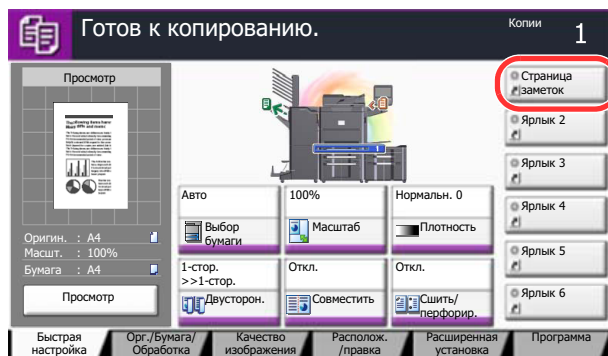 Готов к копированию.
Копии
1
Просмотр
Оригин. : A4
Масшт. : 100%
Бумага : A4
Просмотр
Авто
Выбор
бумаги
100%
Масштаб
Нормальн. 0
Плотность
1-стор.
>>1-стор.
Двусторон.
Откл.
Совместить
Откл.
Сшить/
перфорир.
Страница
заметок
Ярлык 2
Ярлык 3
Ярлык 4
Ярлык 5
Ярлык 6
Быстрая
настройка
Орг./Бумага/
Обработка
Качество
изображения
Располож.
/правка
Расширенная
установка
Программа